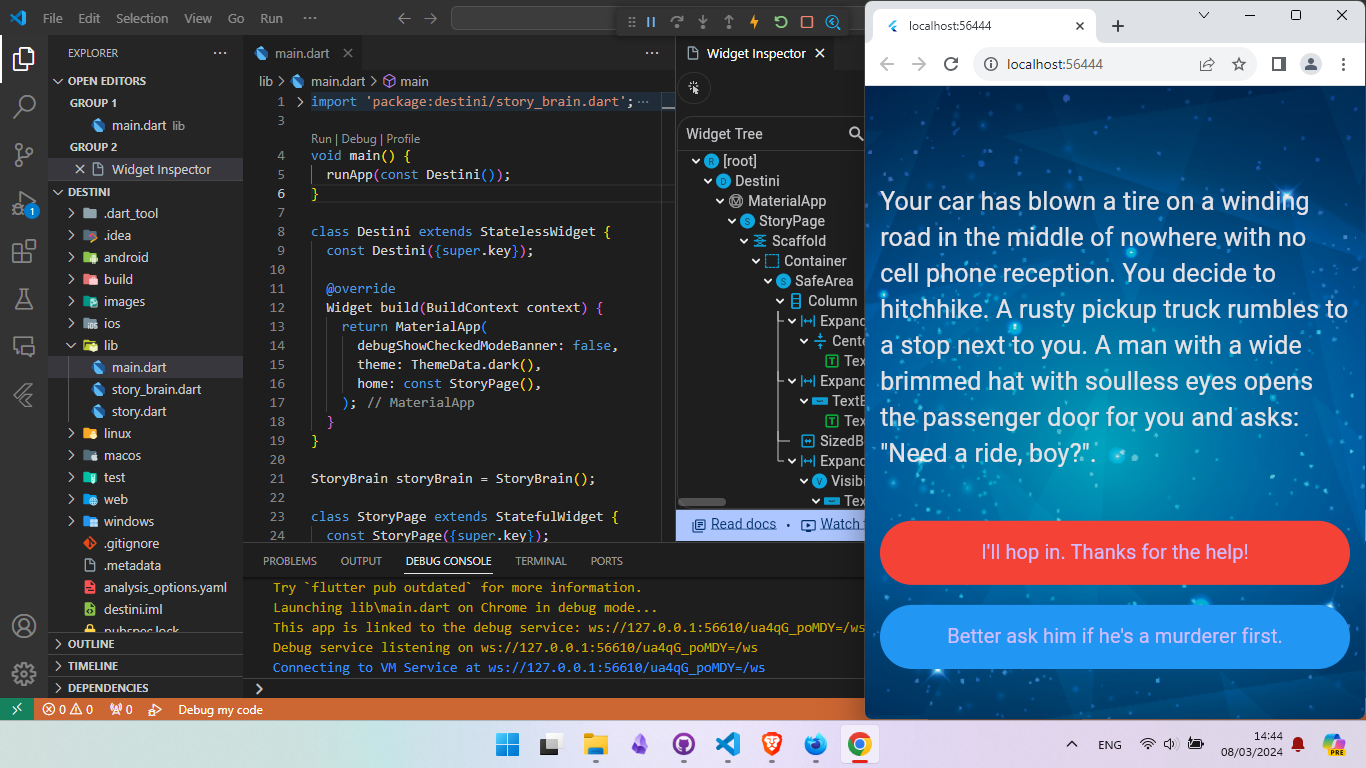 File Edit Selection View Go Run ···
EXPLORER
OPEN EDITORS
GROUP 1
main.dart lib
GROUP 2
Widget Inspector
DESTINI
.dart_tool
.idea
android
build
images
ios
lib
main.dart
story_brain.dart
story.dart
linux
macos
test
web
windows
.gitignore
.metadata
analysis_options.yaml
destini.iml
pubspec.lock
OUTLINE
TIMELINE
DEPENDENCIES
1
main.dart
lib > main.dart > main
1 import 'package:destini/story_brain.dart';···
3
Run | Debug | Profile
4 void main() {
5 runApp(const Destini());
6 }
7
8 class Destini extends StatelessWidget {
9 const Destini({super.key});
10
11 @override
12 Widget build(BuildContext context) {
13 return MaterialApp(
14 debugShowCheckedModeBanner: false,
15 theme: ThemeData.dark(),
16 home: const StoryPage(),
17 ); // MaterialApp
18 }
19 }
20
21 StoryBrain storyBrain = StoryBrain();
22
23 class StoryPage extends StatefulWidget {
24 const StoryPage({super.key});
Widget Inspector
Widget Tree
R [root]
D Destini
M MaterialApp
S StoryPage
Scaffold
Container
S SafeArea
Column
Expand
Cente
T Tex
Expand
TextB
T Tex
SizedB
Expand
V Visibi
Tex
Read docs • Watch
PROBLEMS OUTPUT DEBUG CONSOLE TERMINAL PORTS
Try `flutter pub outdated` for more information.
Launching lib\main.dart on Chrome in debug mode...
This app is linked to the debug service: ws://127.0.0.1:56610/ua4qG_poMDY=/ws
Debug service listening on ws://127.0.0.1:56610/ua4qG_poMDY=/ws
Connecting to VM Service at ws://127.0.0.1:56610/ua4qG_poMDY=/ws
0 0 0 Debug my code
localhost:56444
localhost:56444
Your car has blown a tire on a winding
road in the middle of nowhere with no
cell phone reception. You decide to
hitchhike. A rusty pickup truck rumbles to
a stop next to you. A man with a wide
brimmed hat with soulless eyes opens
the passenger door for you and asks:
"Need a ride, boy?".
I'll hop in. Thanks for the help!
Better ask him if he's a murderer first.
ENG
14:44
08/03/2024
PRE